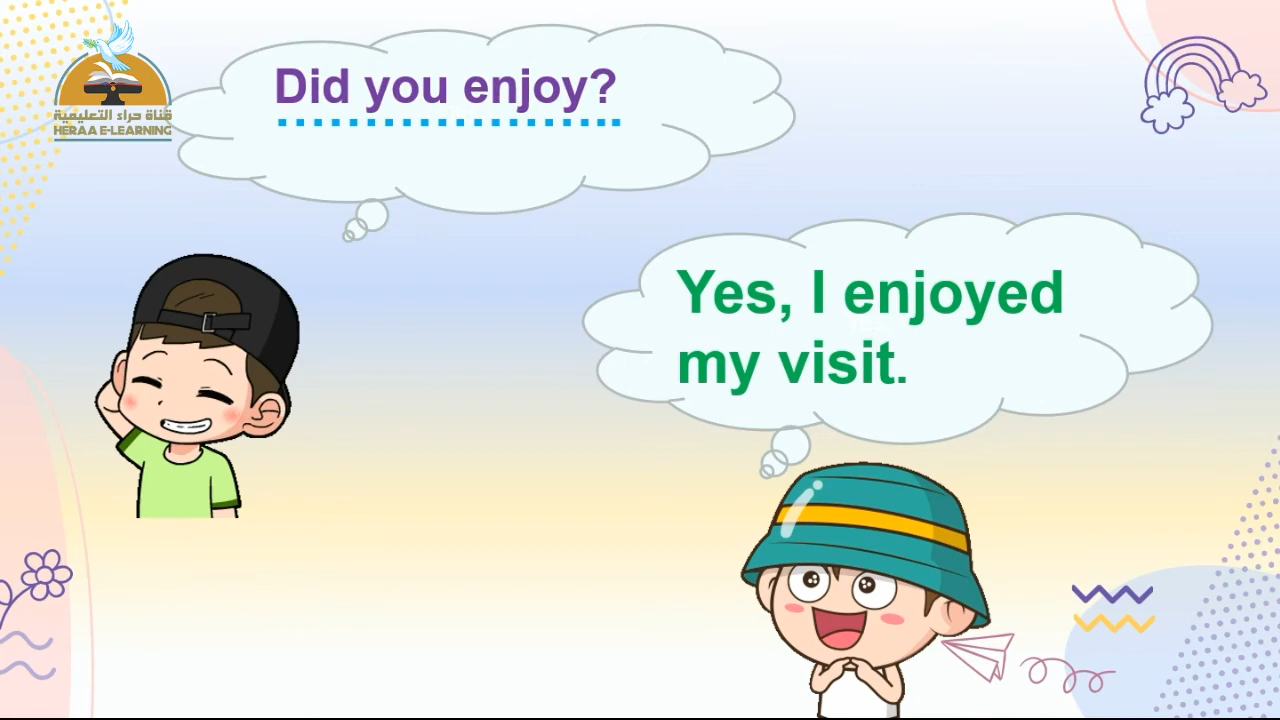 Did you enjoy?
قناة حراء التعليمية
HERAA E-LEARNING
Yes, I enjoyed
my visit.